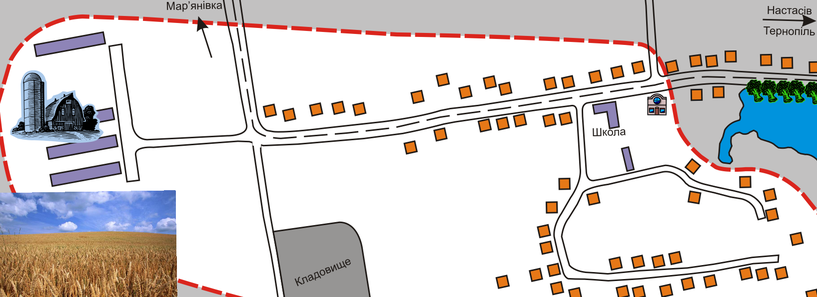 Мар'янівка
Настасів
Тернопіль
Школа
Кладовище